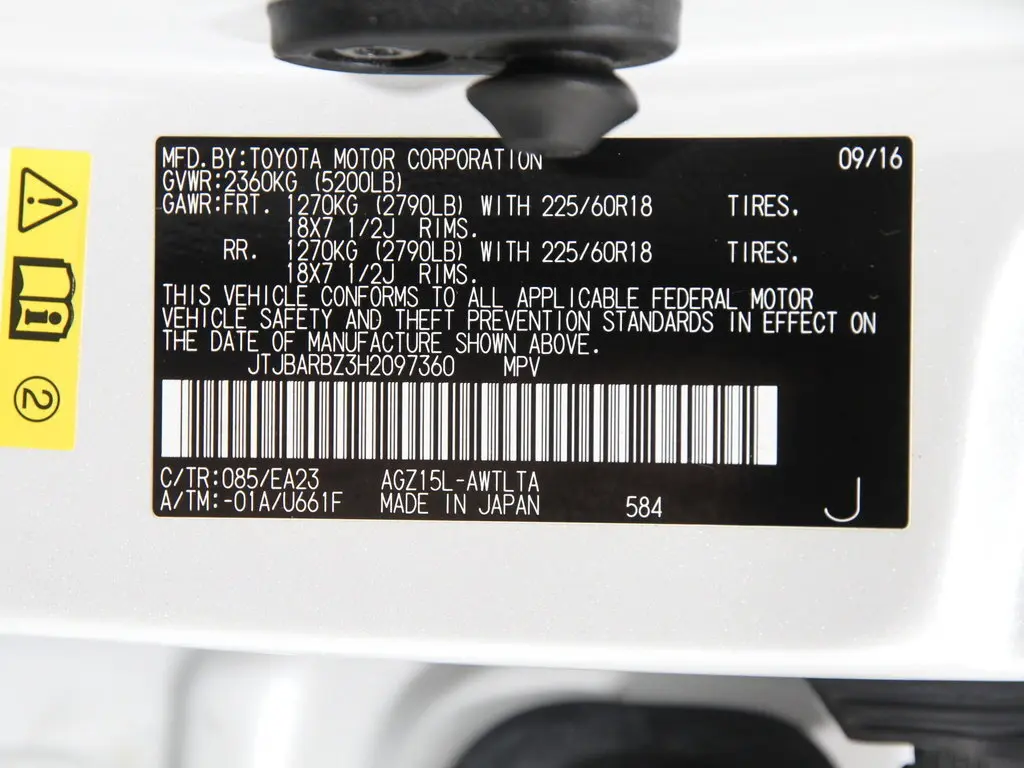 MFD.BY:TOYOTA MOTOR CORPORATION 09/16
GVWR:2360KG (5200LB)
GAWR:FRT. 1270KG (2790LB) WITH 225/60R18 TIRES.
18X7 1/2J RIMS.
RR. 1270KG (2790LB) WITH 225/60R18 TIRES.
18X7 1/2J RIMS.
THIS VEHICLE CONFORMS TO ALL APPLICABLE FEDERAL MOTOR
VEHICLE SAFETY AND THEFT PREVENTION STANDARDS IN EFFECT ON
THE DATE OF MANUFACTURE SHOWN ABOVE.
JTJBARBZ3H2097360 MPV
C/TR:085/EA23 AGZ15L-AWTLTA
A/TM:-01A/U661F MADE IN JAPAN 584 J
2